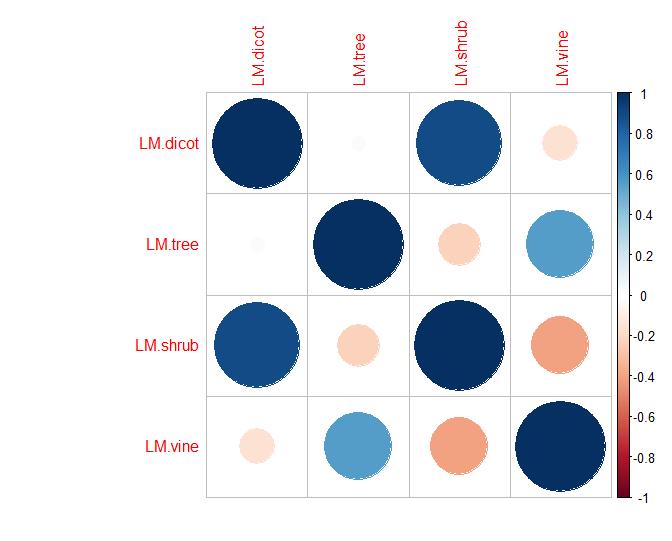 LM.dicot
LM.tree
LM.shrub
LM.vine
LM.dicot
LM.tree
LM.shrub
LM.vine
1
0.8
0.6
0.4
0.2
0
-0.2
-0.4
-0.6
-0.8
-1